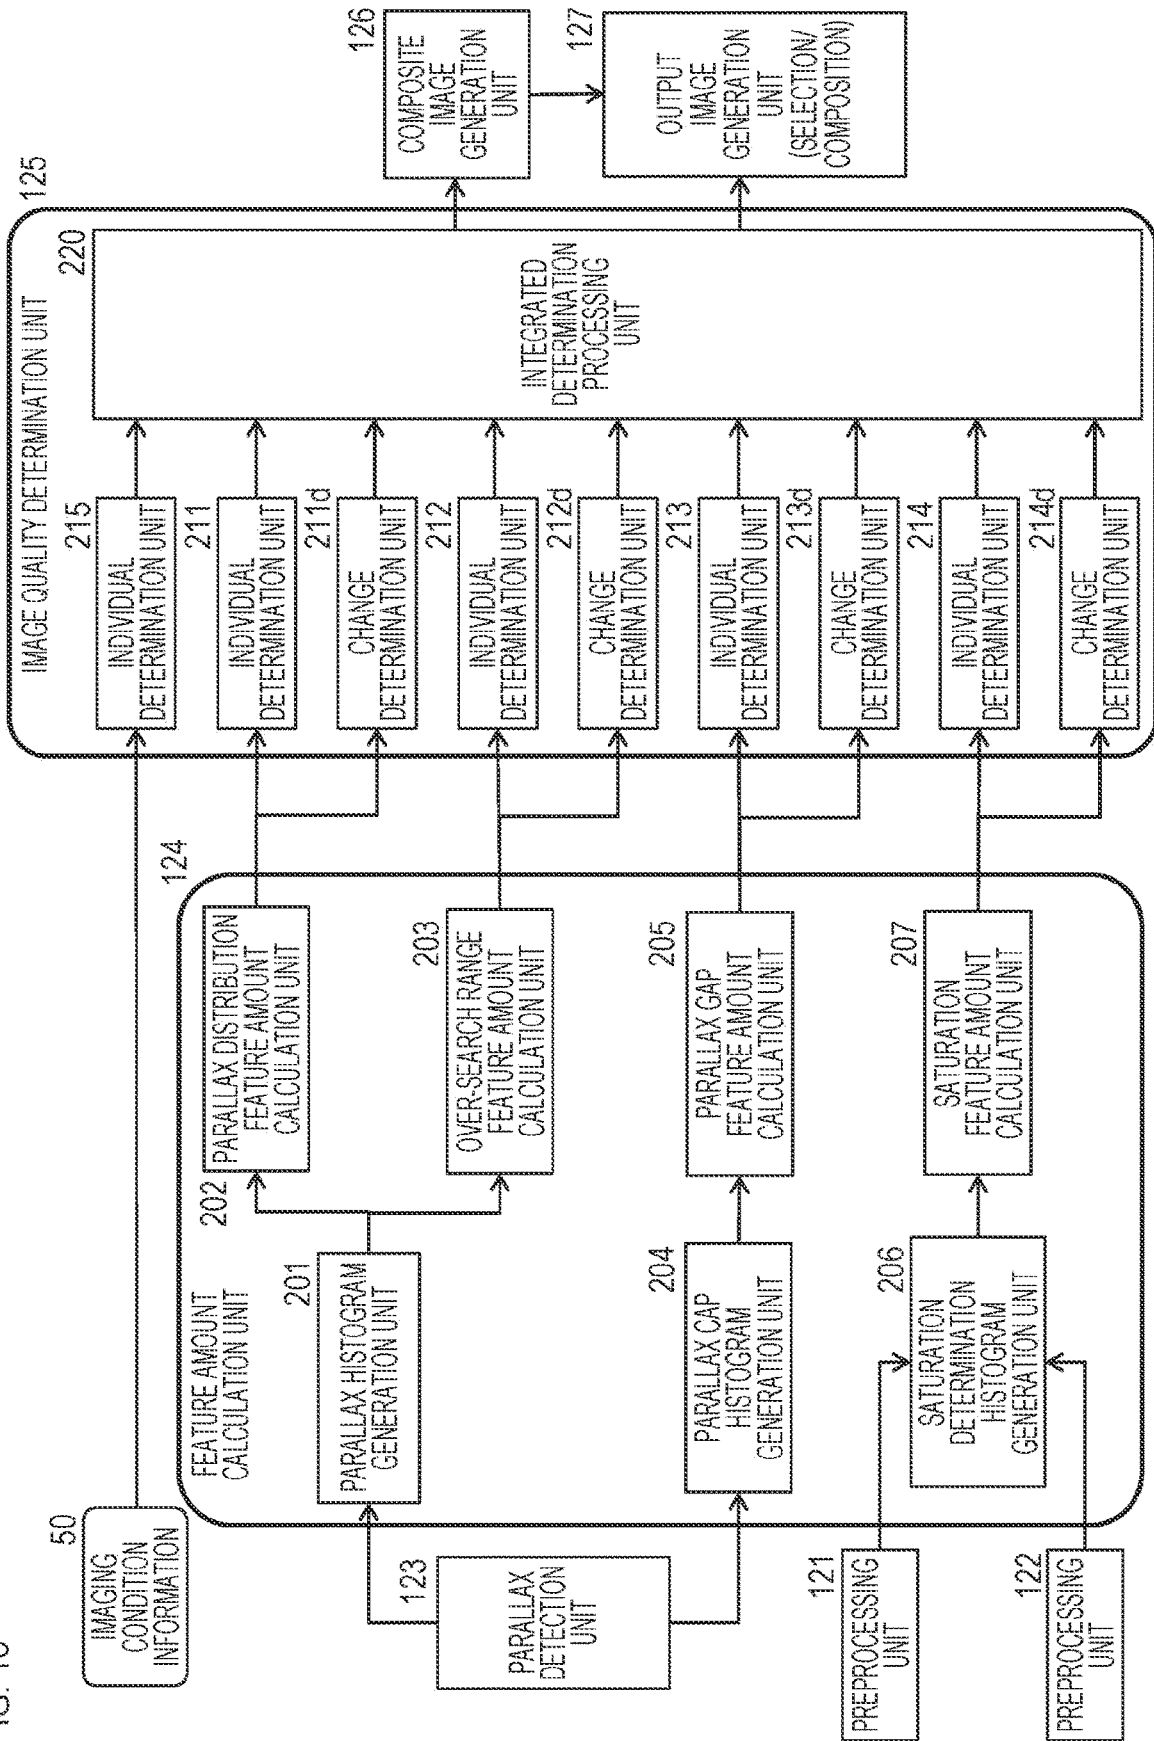 IMAGING
CONDITION
INFORMATION
50
PARALLAX
DETECTION
UNIT
123
PREPROCESSING
UNIT
121
PREPROCESSING
UNIT
122
FEATURE AMOUNT
CALCULATION UNIT
124
PARALLAX HISTOGRAM
GENERATION UNIT
201
PARALLAX DISTRIBUTION
FEATURE AMOUNT
CALCULATION UNIT
202
OVER-SEARCH RANGE
FEATURE AMOUNT
CALCULATION UNIT
203
PARALLAX CAP
HISTOGRAM
GENERATION UNIT
204
PARALLAX GAP
FEATURE AMOUNT
CALCULATION UNIT
205
SATURATION
DETERMINATION
HISTOGRAM
GENERATION UNIT
206
SATURATION
FEATURE AMOUNT
CALCULATION UNIT
207
IMAGE QUALITY DETERMINATION UNIT
125
INDIVIDUAL
DETERMINATION UNIT
215
INDIVIDUAL
DETERMINATION UNIT
211
CHANGE
DETERMINATION UNIT
211d
INDIVIDUAL
DETERMINATION UNIT
212
CHANGE
DETERMINATION UNIT
212d
INDIVIDUAL
DETERMINATION UNIT
213
CHANGE
DETERMINATION UNIT
213d
INDIVIDUAL
DETERMINATION UNIT
214
CHANGE
DETERMINATION UNIT
214d
INTEGRATED
DETERMINATION
PROCESSING
UNIT
220
COMPOSITE
IMAGE
GENERATION
UNIT
126
OUTPUT
IMAGE
GENERATION
UNIT
(SELECTION/
COMPOSITION)
127